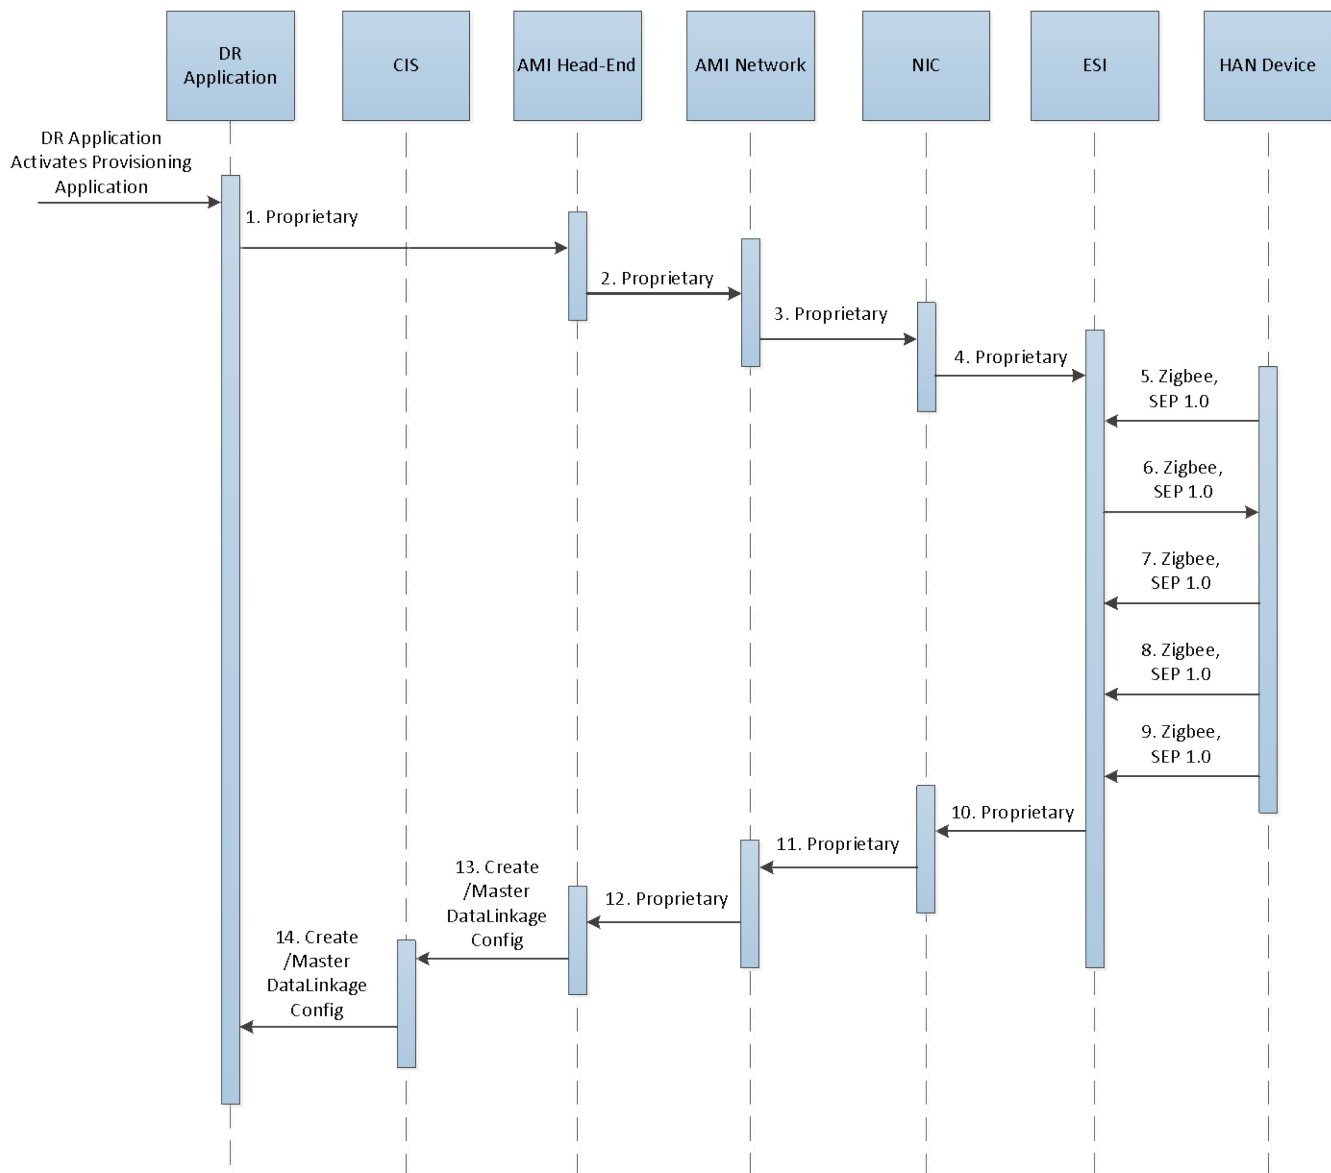 DR
Application
CIS
AMI Head-End
AMI Network
NIC
ESI
HAN Device
DR Application
Activates Provisioning
Application
1. Proprietary
2. Proprietary
3. Proprietary
4. Proprietary
5. Zigbee,
SEP 1.0
6. Zigbee,
SEP 1.0
7. Zigbee,
SEP 1.0
8. Zigbee,
SEP 1.0
9. Zigbee,
SEP 1.0
10. Proprietary
11. Proprietary
12. Proprietary
13. Create
/Master
DataLinkage
Config
14. Create
/Master
DataLinkage
Config